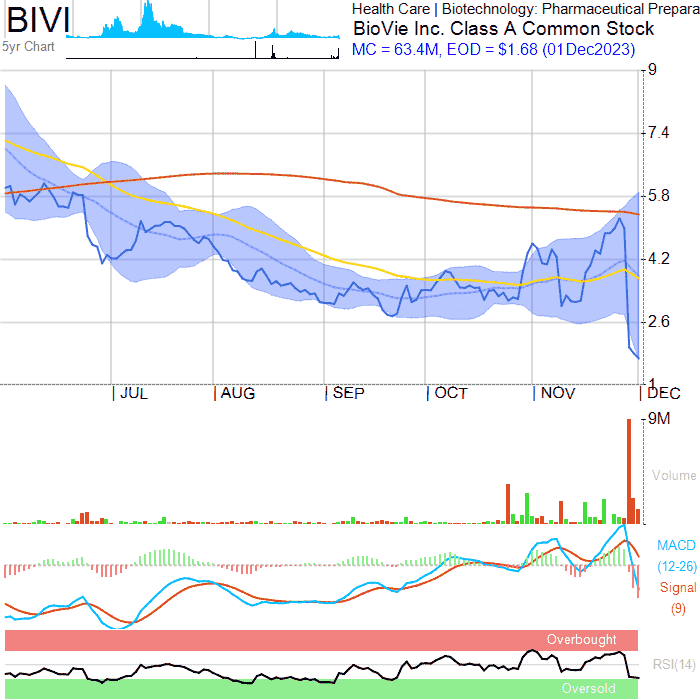 BIVI
5yr Chart
Health Care | Biotechnology: Pharmaceutical Prepara
BioVie Inc. Class A Common Stock
MC = 63.4M, EOD = $1.68 (01Dec2023)
9
7.4
5.8
4.2
2.6
1
JUL AUG SEP OCT NOV DEC
9M
Volume
MACD
(12-26)
Signal
(9)
Overbought
RSI(14)
Oversold